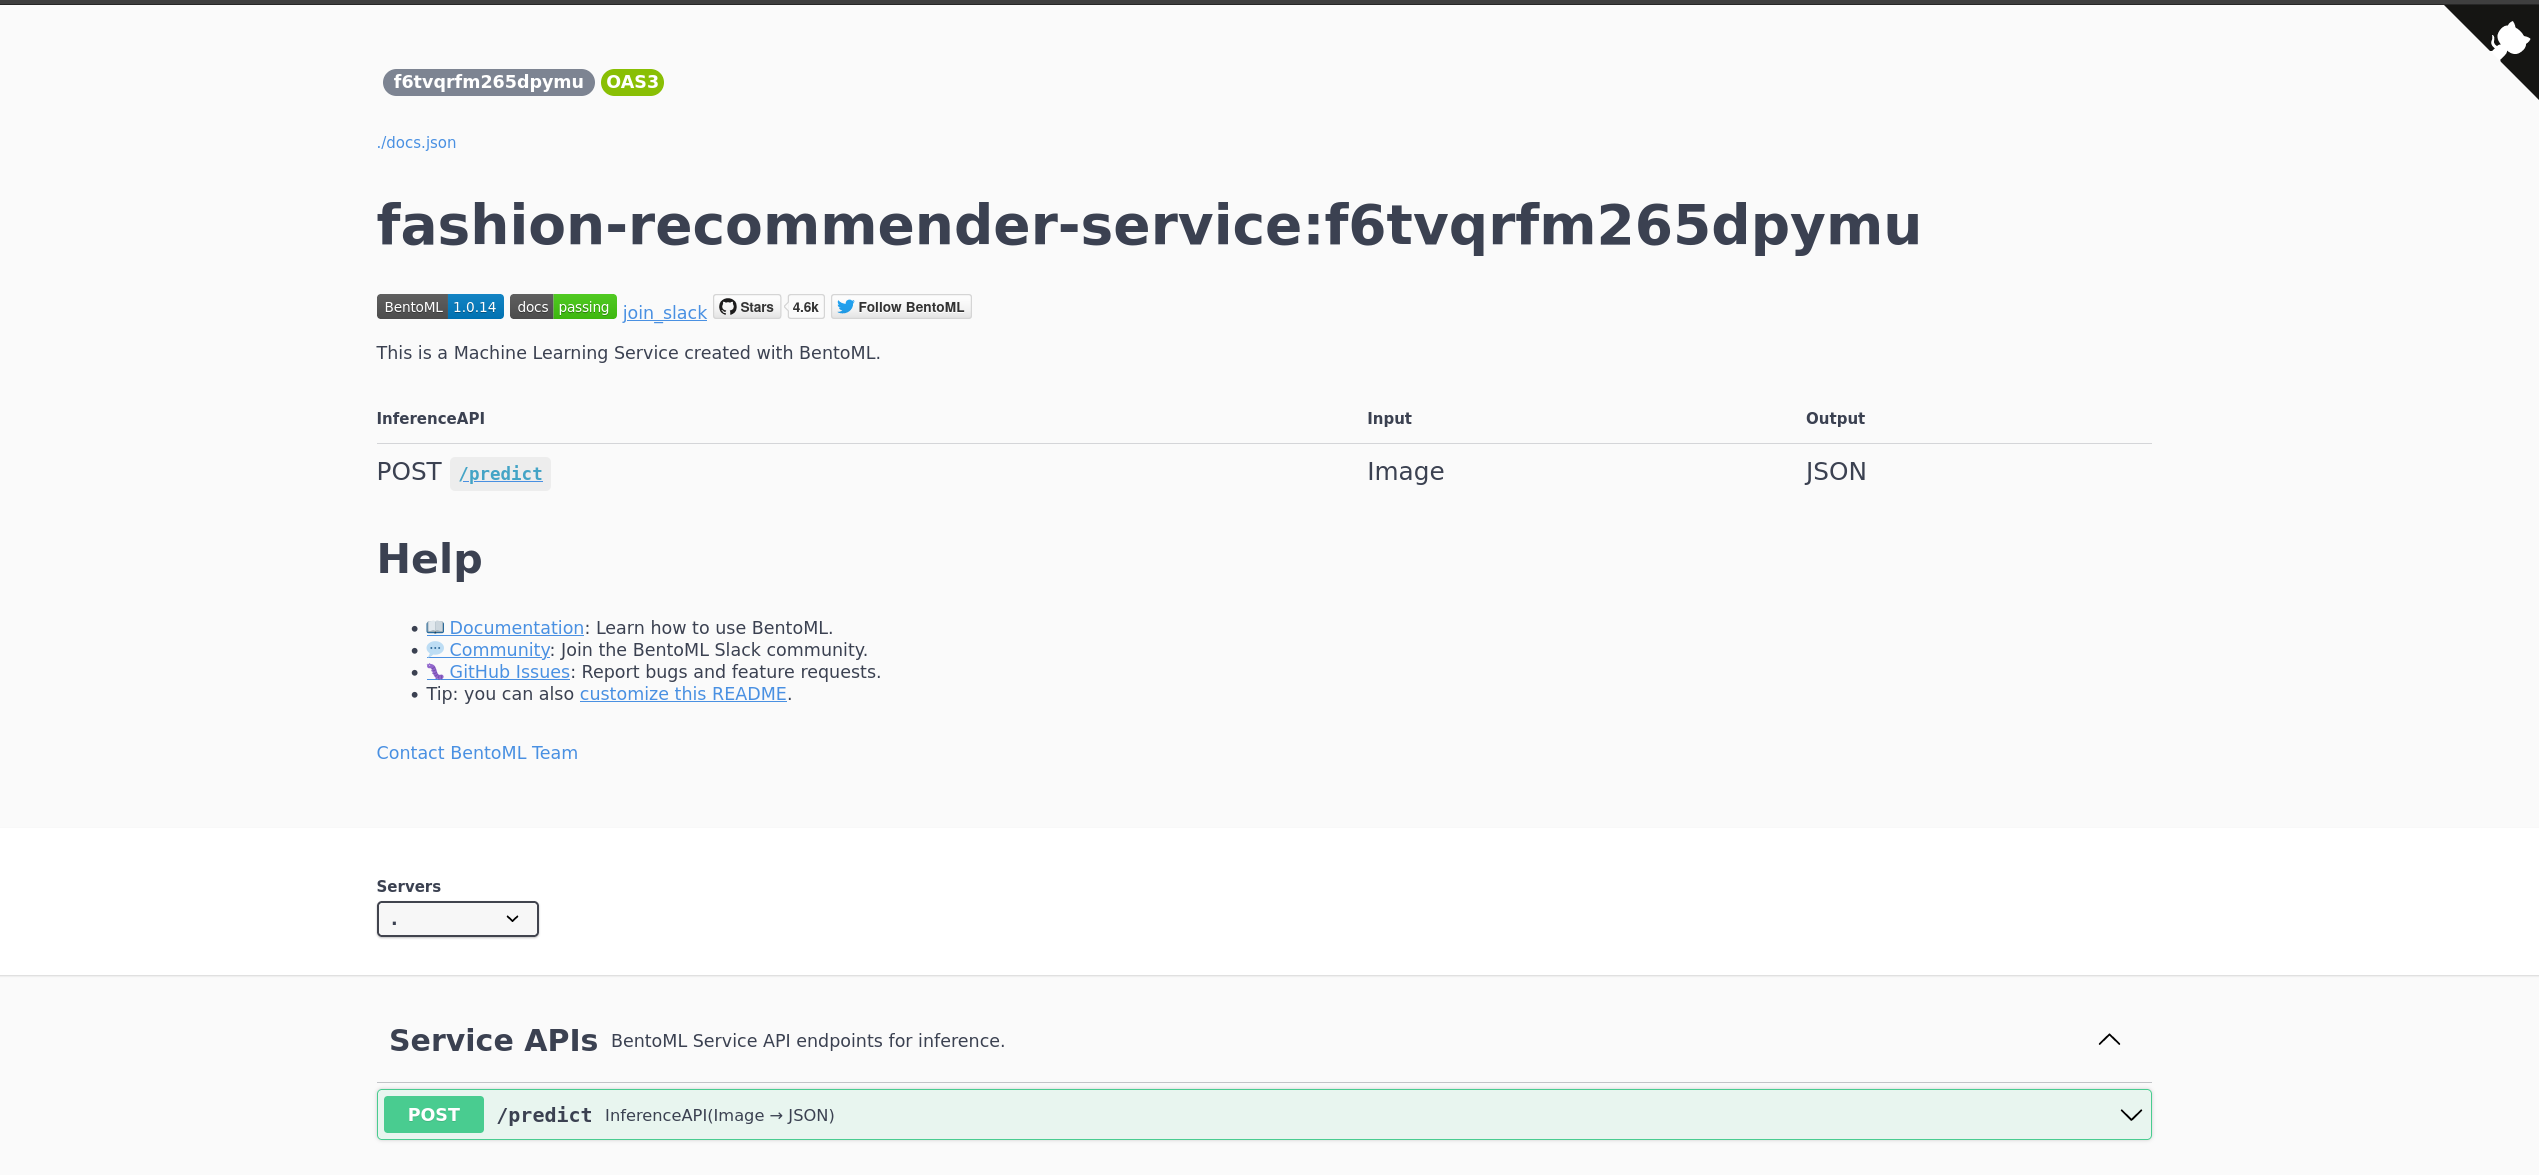 f6tvqrfm265dpymu OAS3
./docs.json
fashion-recommender-service:f6tvqrfm265dpymu
BentoML 1.0.14 docs passing join_slack Stars 4.6k Follow BentoML
This is a Machine Learning Service created with BentoML.
InferenceAPI Input Output
POST /predict Image JSON
Help
• 📖 Documentation: Learn how to use BentoML.
• 💬 Community: Join the BentoML Slack community.
• 🐛 GitHub Issues: Report bugs and feature requests.
• Tip: you can also customize this README.
Contact BentoML Team
Servers
.
Service APIs BentoML Service API endpoints for inference.
POST /predict InferenceAPI(Image → JSON)